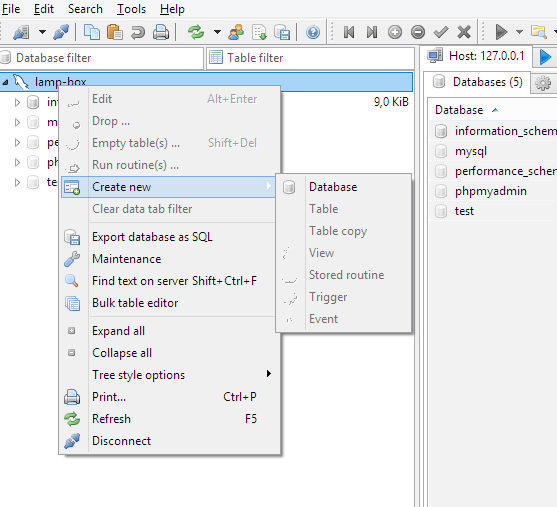 File Search Tools Help
Database filter Table filter Host: 127.0.0.1
lamp-box Databases (5)
in 9,0 KiB Database
m information_schem
pe mysql
ph performance_schem
te phpmyadmin
test
Edit Alt+Enter
Drop ...
Empty table(s) ... Shift+Del
Run routine(s) ...
Create new
Clear data tab filter
Export database as SQL
Maintenance
Find text on server Shift+Ctrl+F
Bulk table editor
Expand all
Collapse all
Tree style options
Print... Ctrl+P
Refresh F5
Disconnect
Database
Table
Table copy
View
Stored routine
Trigger
Event